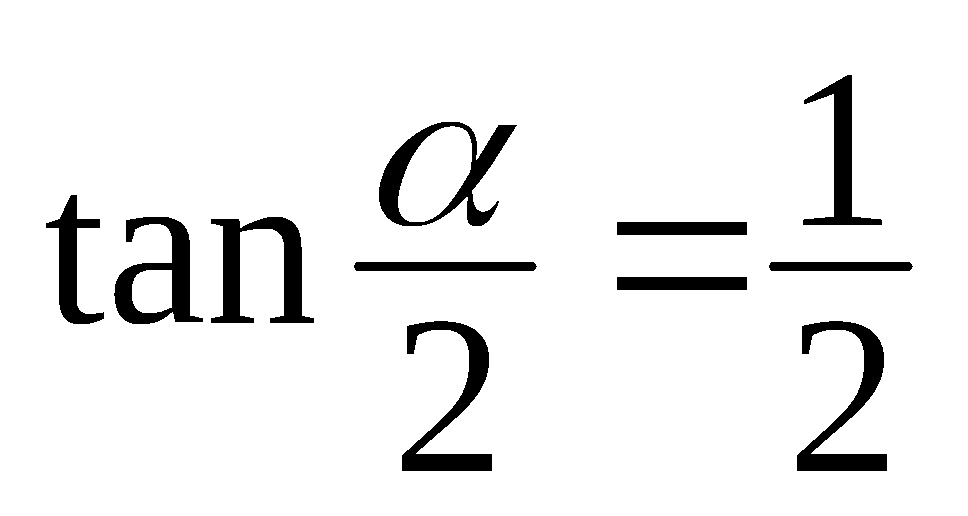 tan α/2 = 1/2